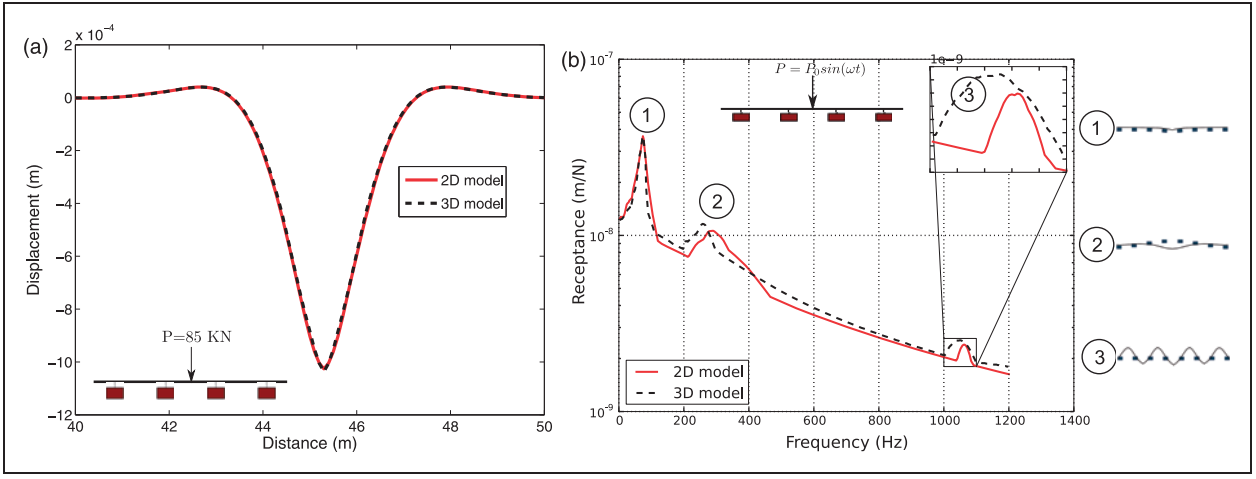 (a)
× 10⁻⁴
2
0
−2
−4
−6
−8
−10
−12
Displacement (m)
40 42 44 46 48 50
Distance (m)
2D model
3D model
P=85 KN
(b)
10⁻⁷
10⁻⁸
10⁻⁹
Receptance (m/N)
0 200 400 600 800 1000 1200 1400
Frequency (Hz)
P = P₀sin(ωt)
1
2
1e−9
3
2D model
3D model
1
2
3